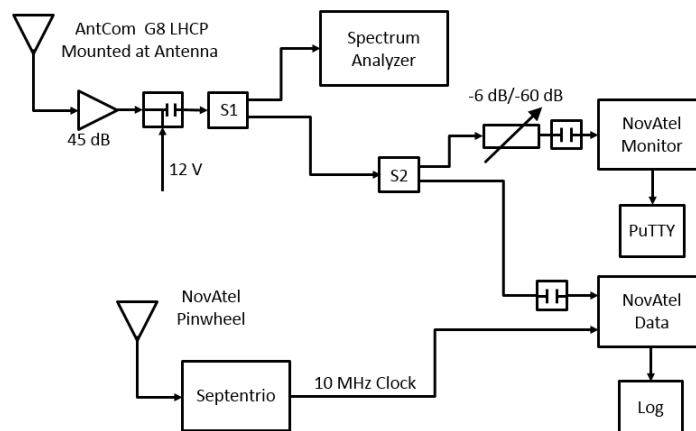 AntCom G8 LHCP
Mounted at Antenna
Spectrum
Analyzer
-6 dB/-60 dB
S1
45 dB
12 V
S2
NovAtel
Monitor
PuTTY
NovAtel
Pinwheel
NovAtel
Data
Septentrio
10 MHz Clock
Log